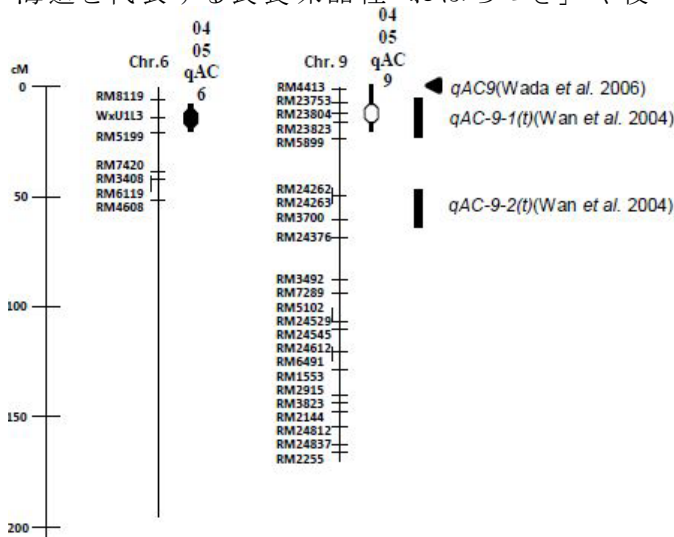 04
05
qAC
6
Chr.6
04
05
qAC
9
Chr. 9
cM
0
50
100
150
200
RM8119
WxU1L3
RM5199
RM7420
RM3408
RM6119
RM4608
RM4413
RM23753
RM23804
RM23823
RM5899
RM24262
RM24263
RM3700
RM24376
RM3492
RM7289
RM5102
RM24529
RM24545
RM24612
RM6491
RM1553
RM2915
RM3823
RM2144
RM24812
RM24837
RM2255
qAC9(Wada et al. 2006)
qAC-9-1(t)(Wan et al. 2004)
qAC-9-2(t)(Wan et al. 2004)